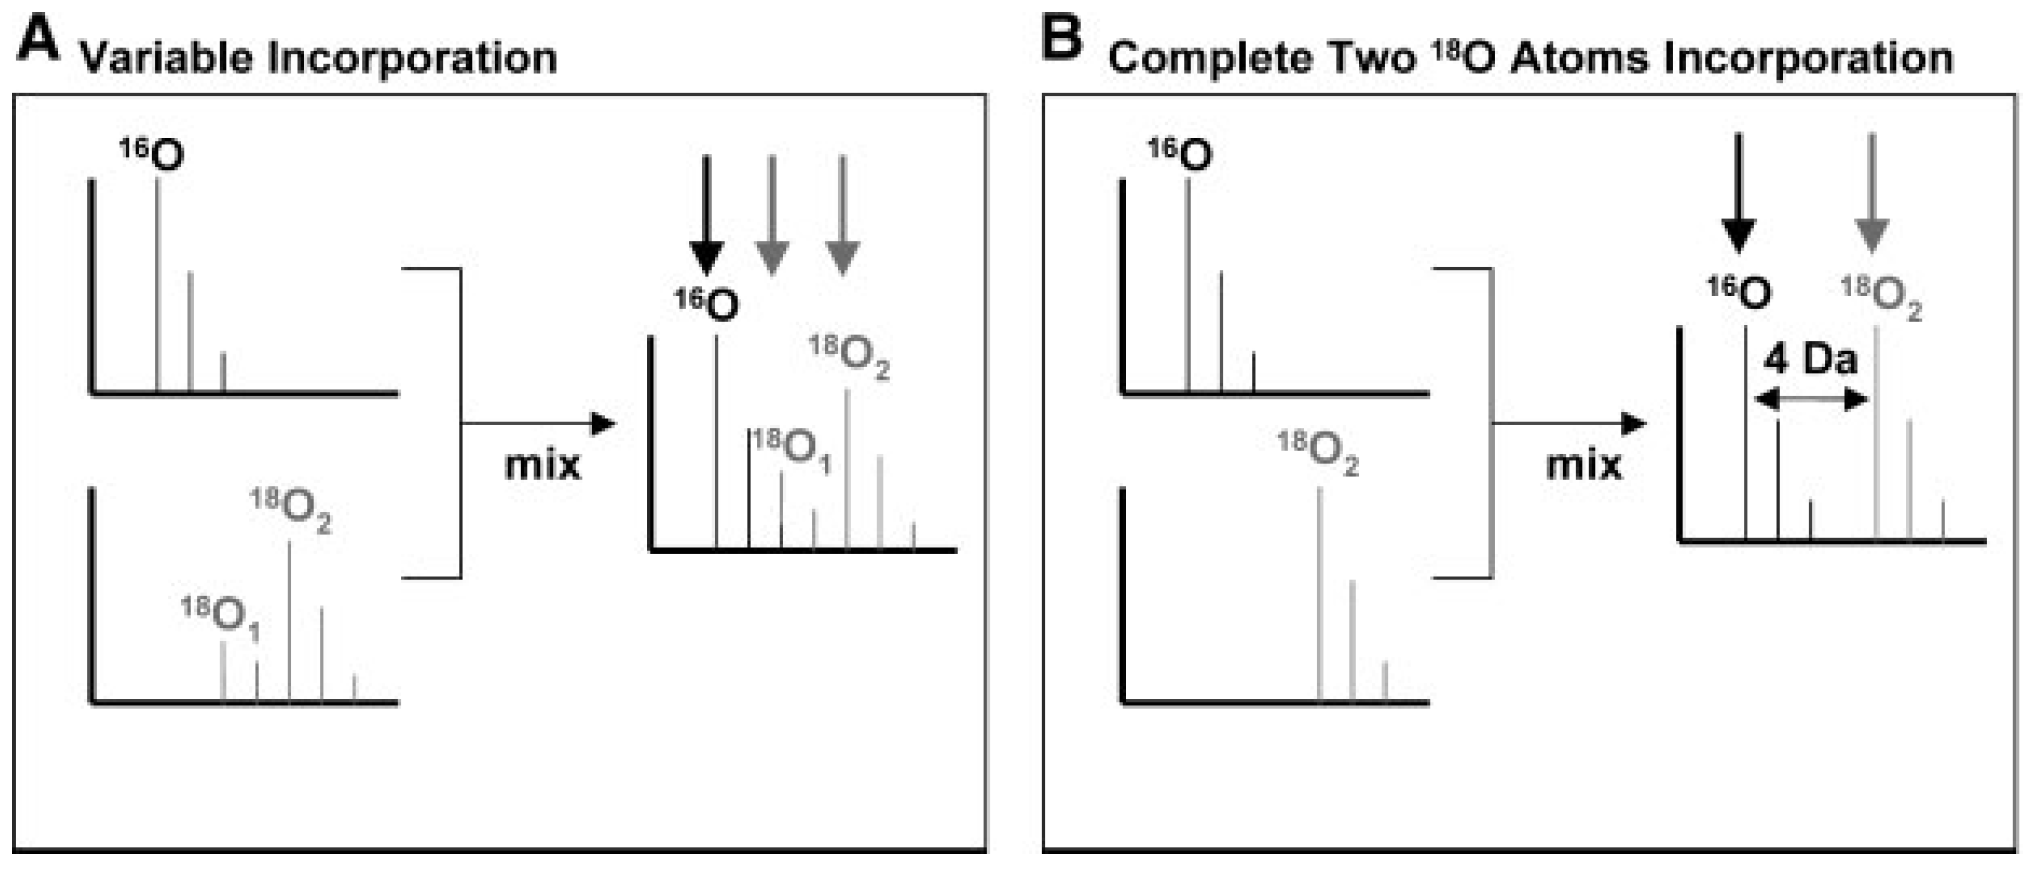 A Variable Incorporation
¹⁶O
¹⁸O₂
¹⁸O₁
mix
¹⁶O
¹⁸O₂
¹⁸O₁
B Complete Two ¹⁸O Atoms Incorporation
¹⁶O
¹⁸O₂
mix
¹⁶O ¹⁸O₂
4 Da